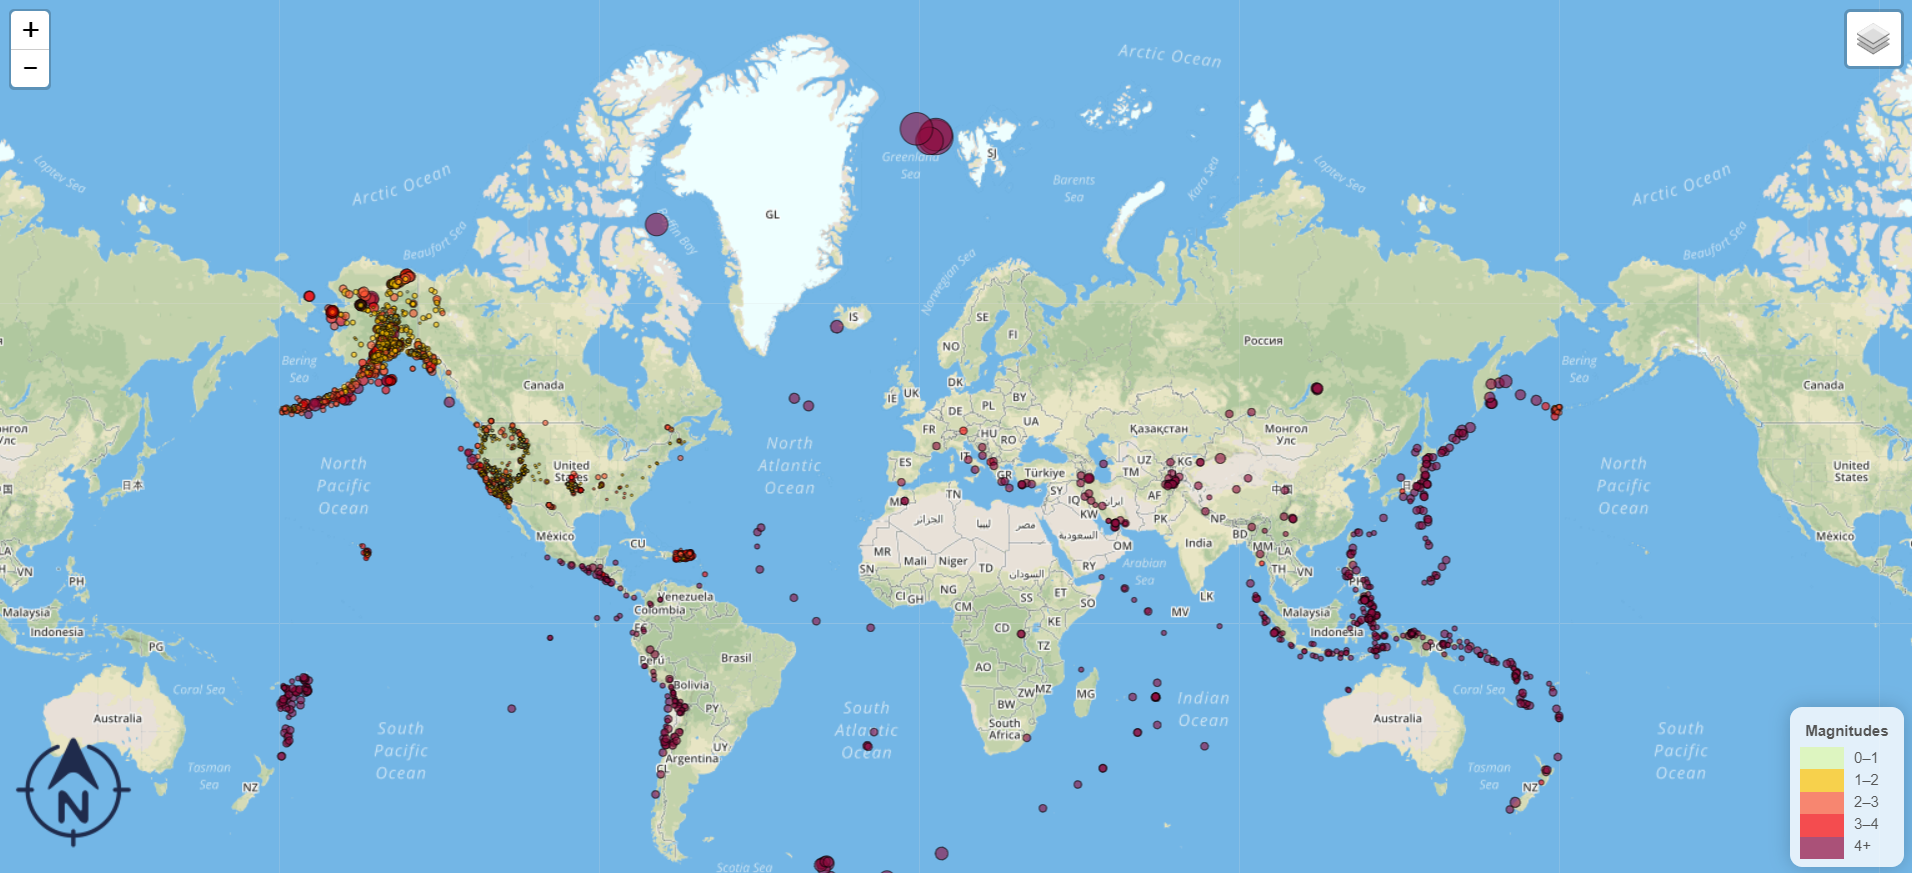 +
−
Arctic Ocean
Laptev Sea
Arctic Ocean
Beaufort Sea
Baffin Bay
GL
Greenland
Sea
SJ
Barents
Sea
Kara Sea
Laptev Sea
Arctic Ocean
Beaufort Sea
Norwegian Sea
IS
SE
FI
NO
Россия
Bering
Sea
Bering
Sea
Canada
Canada
DK
IE
UK
BY
DE
PL
UA
FR
HU
RO
IT
ES
GR
Türkiye
Қазақстан
Монгол
Улс
UZ
KG
TM
North
Pacific
Ocean
United
States
North
Atlantic
Ocean
North
Pacific
Ocean
United
States
日本
中国
SY
IQ
ایران
AF
TN
الجزائر
ليبيا
مصر
KW
السعودية
PK
NP
BD
México
CU
MR
Mali
Niger
TD
السودان
OM
RY
India
MM
LA
TH
VN
México
VN
PH
SN
CI
GH
NG
CM
SS
ET
SO
Arabian
Sea
LK
MV
PH
Malaysia
Indonesia
PG
Venezuela
Colombia
EC
CD
KE
TZ
Malaysia
Indonesia
PG
Perú
Brasil
Bolivia
PY
AO
ZW
MZ
BW
MG
Coral Sea
Coral Sea
Australia
South
Pacific
Ocean
UY
Argentina
CL
South
Atlantic
Ocean
South
Africa
Indian
Ocean
Australia
South
Pacific
Ocean
Tasman
Sea
NZ
Tasman
Sea
NZ
Scotia Sea
N
Magnitudes
0–1
1–2
2–3
3–4
4+